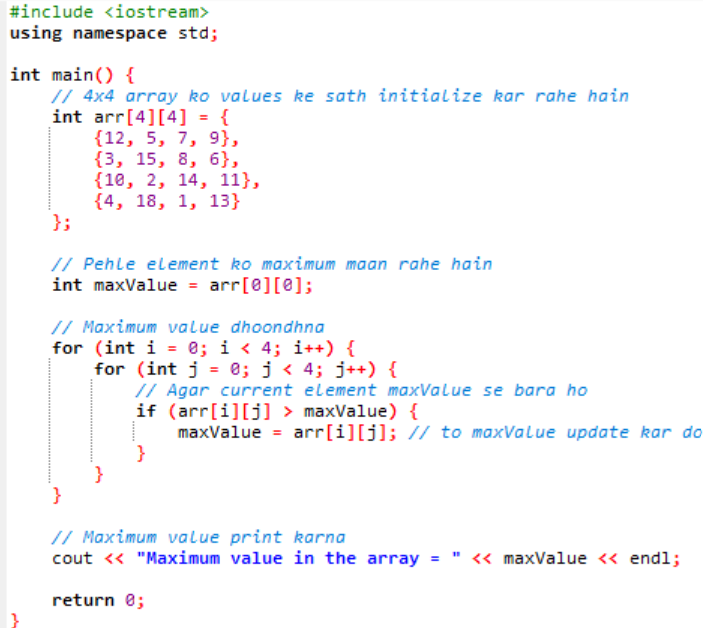 #include <iostream>
using namespace std;

int main() {
    // 4x4 array ko values ke sath initialize kar rahe hain
    int arr[4][4] = {
        {12, 5, 7, 9},
        {3, 15, 8, 6},
        {10, 2, 14, 11},
        {4, 18, 1, 13}
    };

    // Pehle element ko maximum maan rahe hain
    int maxValue = arr[0][0];

    // Maximum value dhoondhna
    for (int i = 0; i < 4; i++) {
        for (int j = 0; j < 4; j++) {
            // Agar current element maxValue se bara ho
            if (arr[i][j] > maxValue) {
                maxValue = arr[i][j]; // to maxValue update kar do
            }
        }
    }

    // Maximum value print karna
    cout << "Maximum value in the array = " << maxValue << endl;

    return 0;
}